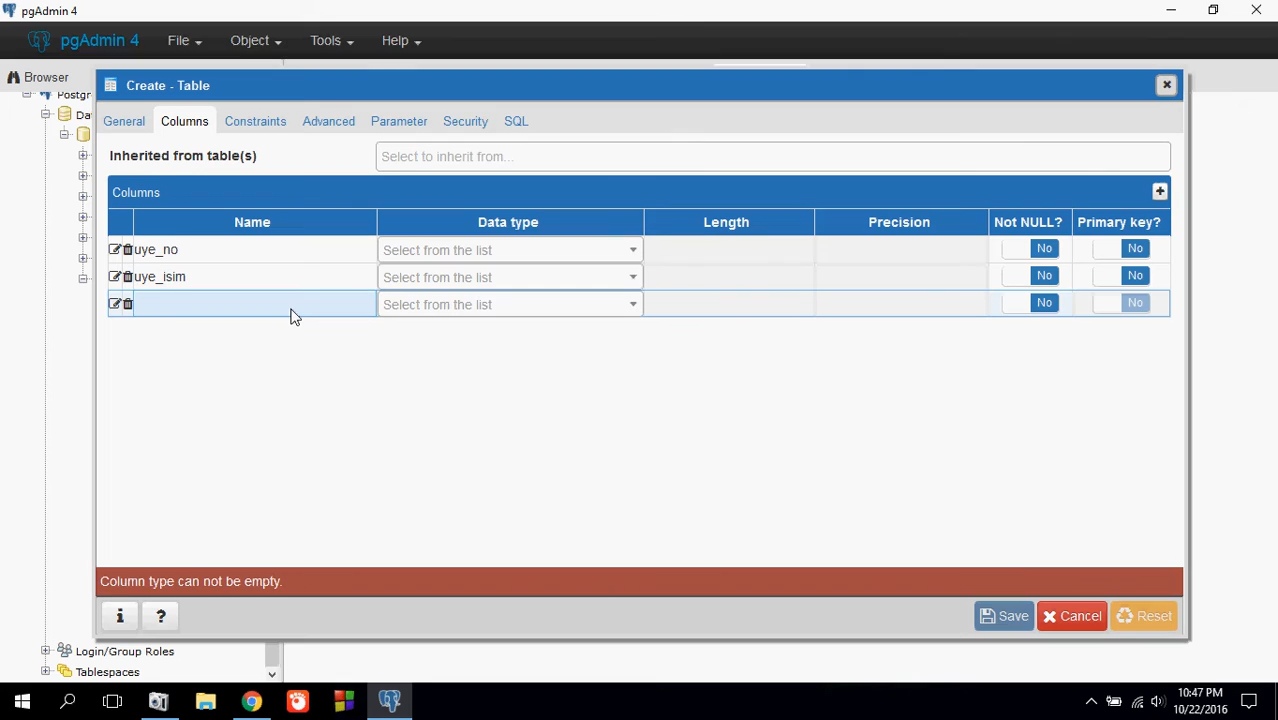 pgAdmin 4
pgAdmin 4 File Object Tools Help
Browser
Create - Table
Postgr
Da
General Columns Constraints Advanced Parameter Security SQL
Inherited from table(s) Select to inherit from...
Columns
Name Data type Length Precision Not NULL? Primary key?
uye_no Select from the list No No
uye_isim Select from the list No No
Select from the list No No
Column type can not be empty.
i ? Save Cancel Reset
Login/Group Roles
Tablespaces
10:47 PM
10/22/2016